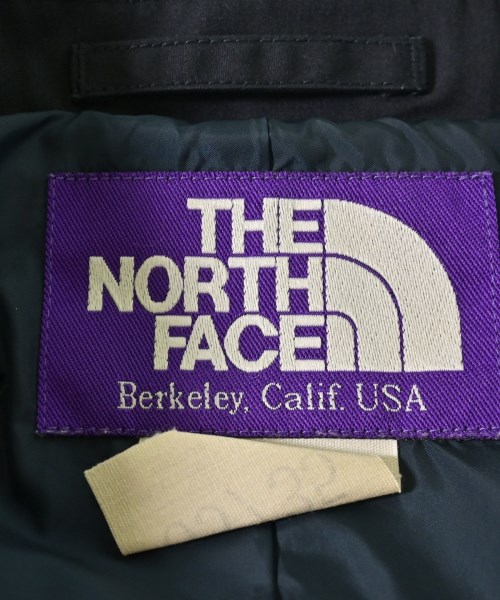 THE
NORTH
FACE
Berkeley, Calif. USA